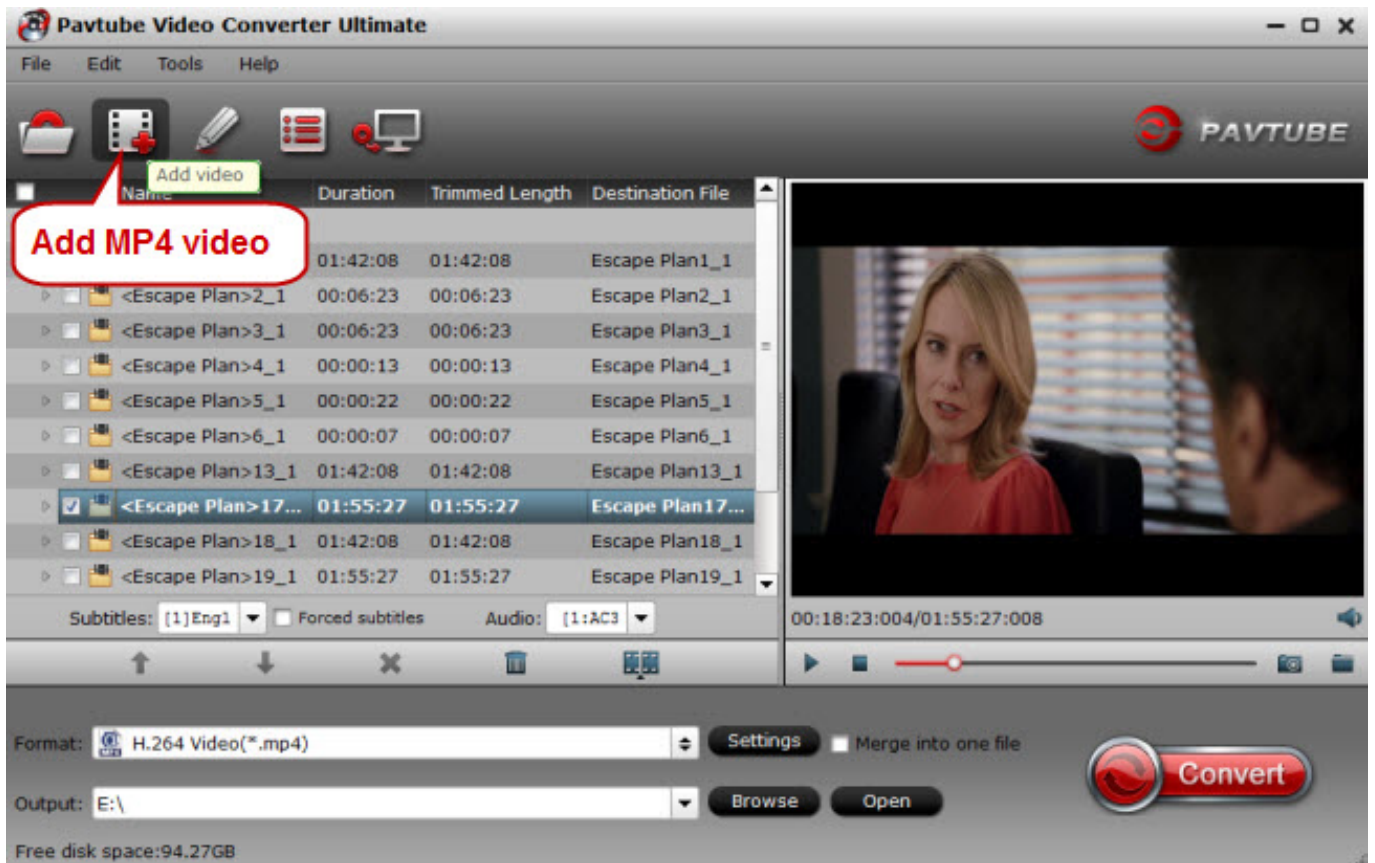 Pavtube Video Converter Ultimate
File Edit Tools Help
PAVTUBE
Add video
Name Duration Trimmed Length Destination File
Add MP4 video
01:42:08 01:42:08 Escape Plan1_1
<Escape Plan>2_1 00:06:23 00:06:23 Escape Plan2_1
<Escape Plan>3_1 00:06:23 00:06:23 Escape Plan3_1
<Escape Plan>4_1 00:00:13 00:00:13 Escape Plan4_1
<Escape Plan>5_1 00:00:22 00:00:22 Escape Plan5_1
<Escape Plan>6_1 00:00:07 00:00:07 Escape Plan6_1
<Escape Plan>13_1 01:42:08 01:42:08 Escape Plan13_1
<Escape Plan>17... 01:55:27 01:55:27 Escape Plan17...
<Escape Plan>18_1 01:42:08 01:42:08 Escape Plan18_1
<Escape Plan>19_1 01:55:27 01:55:27 Escape Plan19_1
Subtitles: [1]Engl Forced subtitles Audio: [1:AC3 00:18:23:004/01:55:27:008
Format: H.264 Video(*.mp4) Settings Merge into one file
Convert
Output: E:\ Browse Open
Free disk space:94.27GB